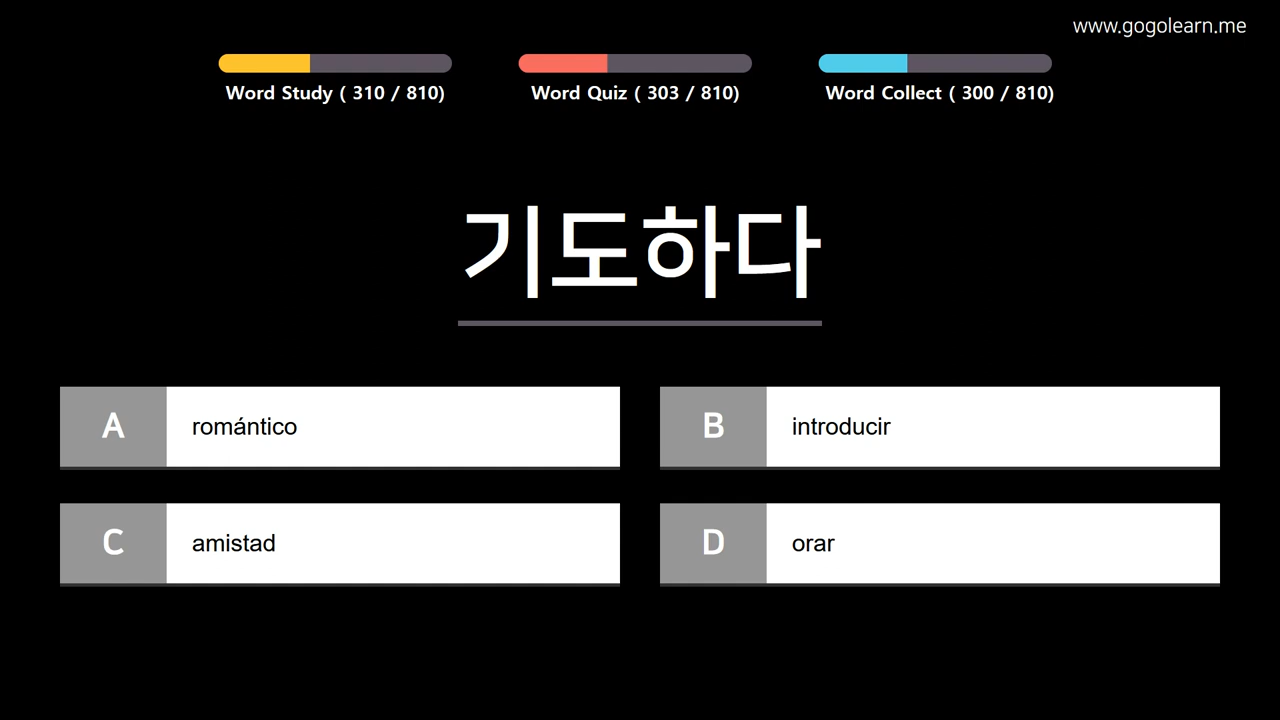 www.gogolearn.me
Word Study ( 310 / 810)
Word Quiz ( 303 / 810)
Word Collect ( 300 / 810)
기도하다
A romántico
B introducir
C amistad
D orar